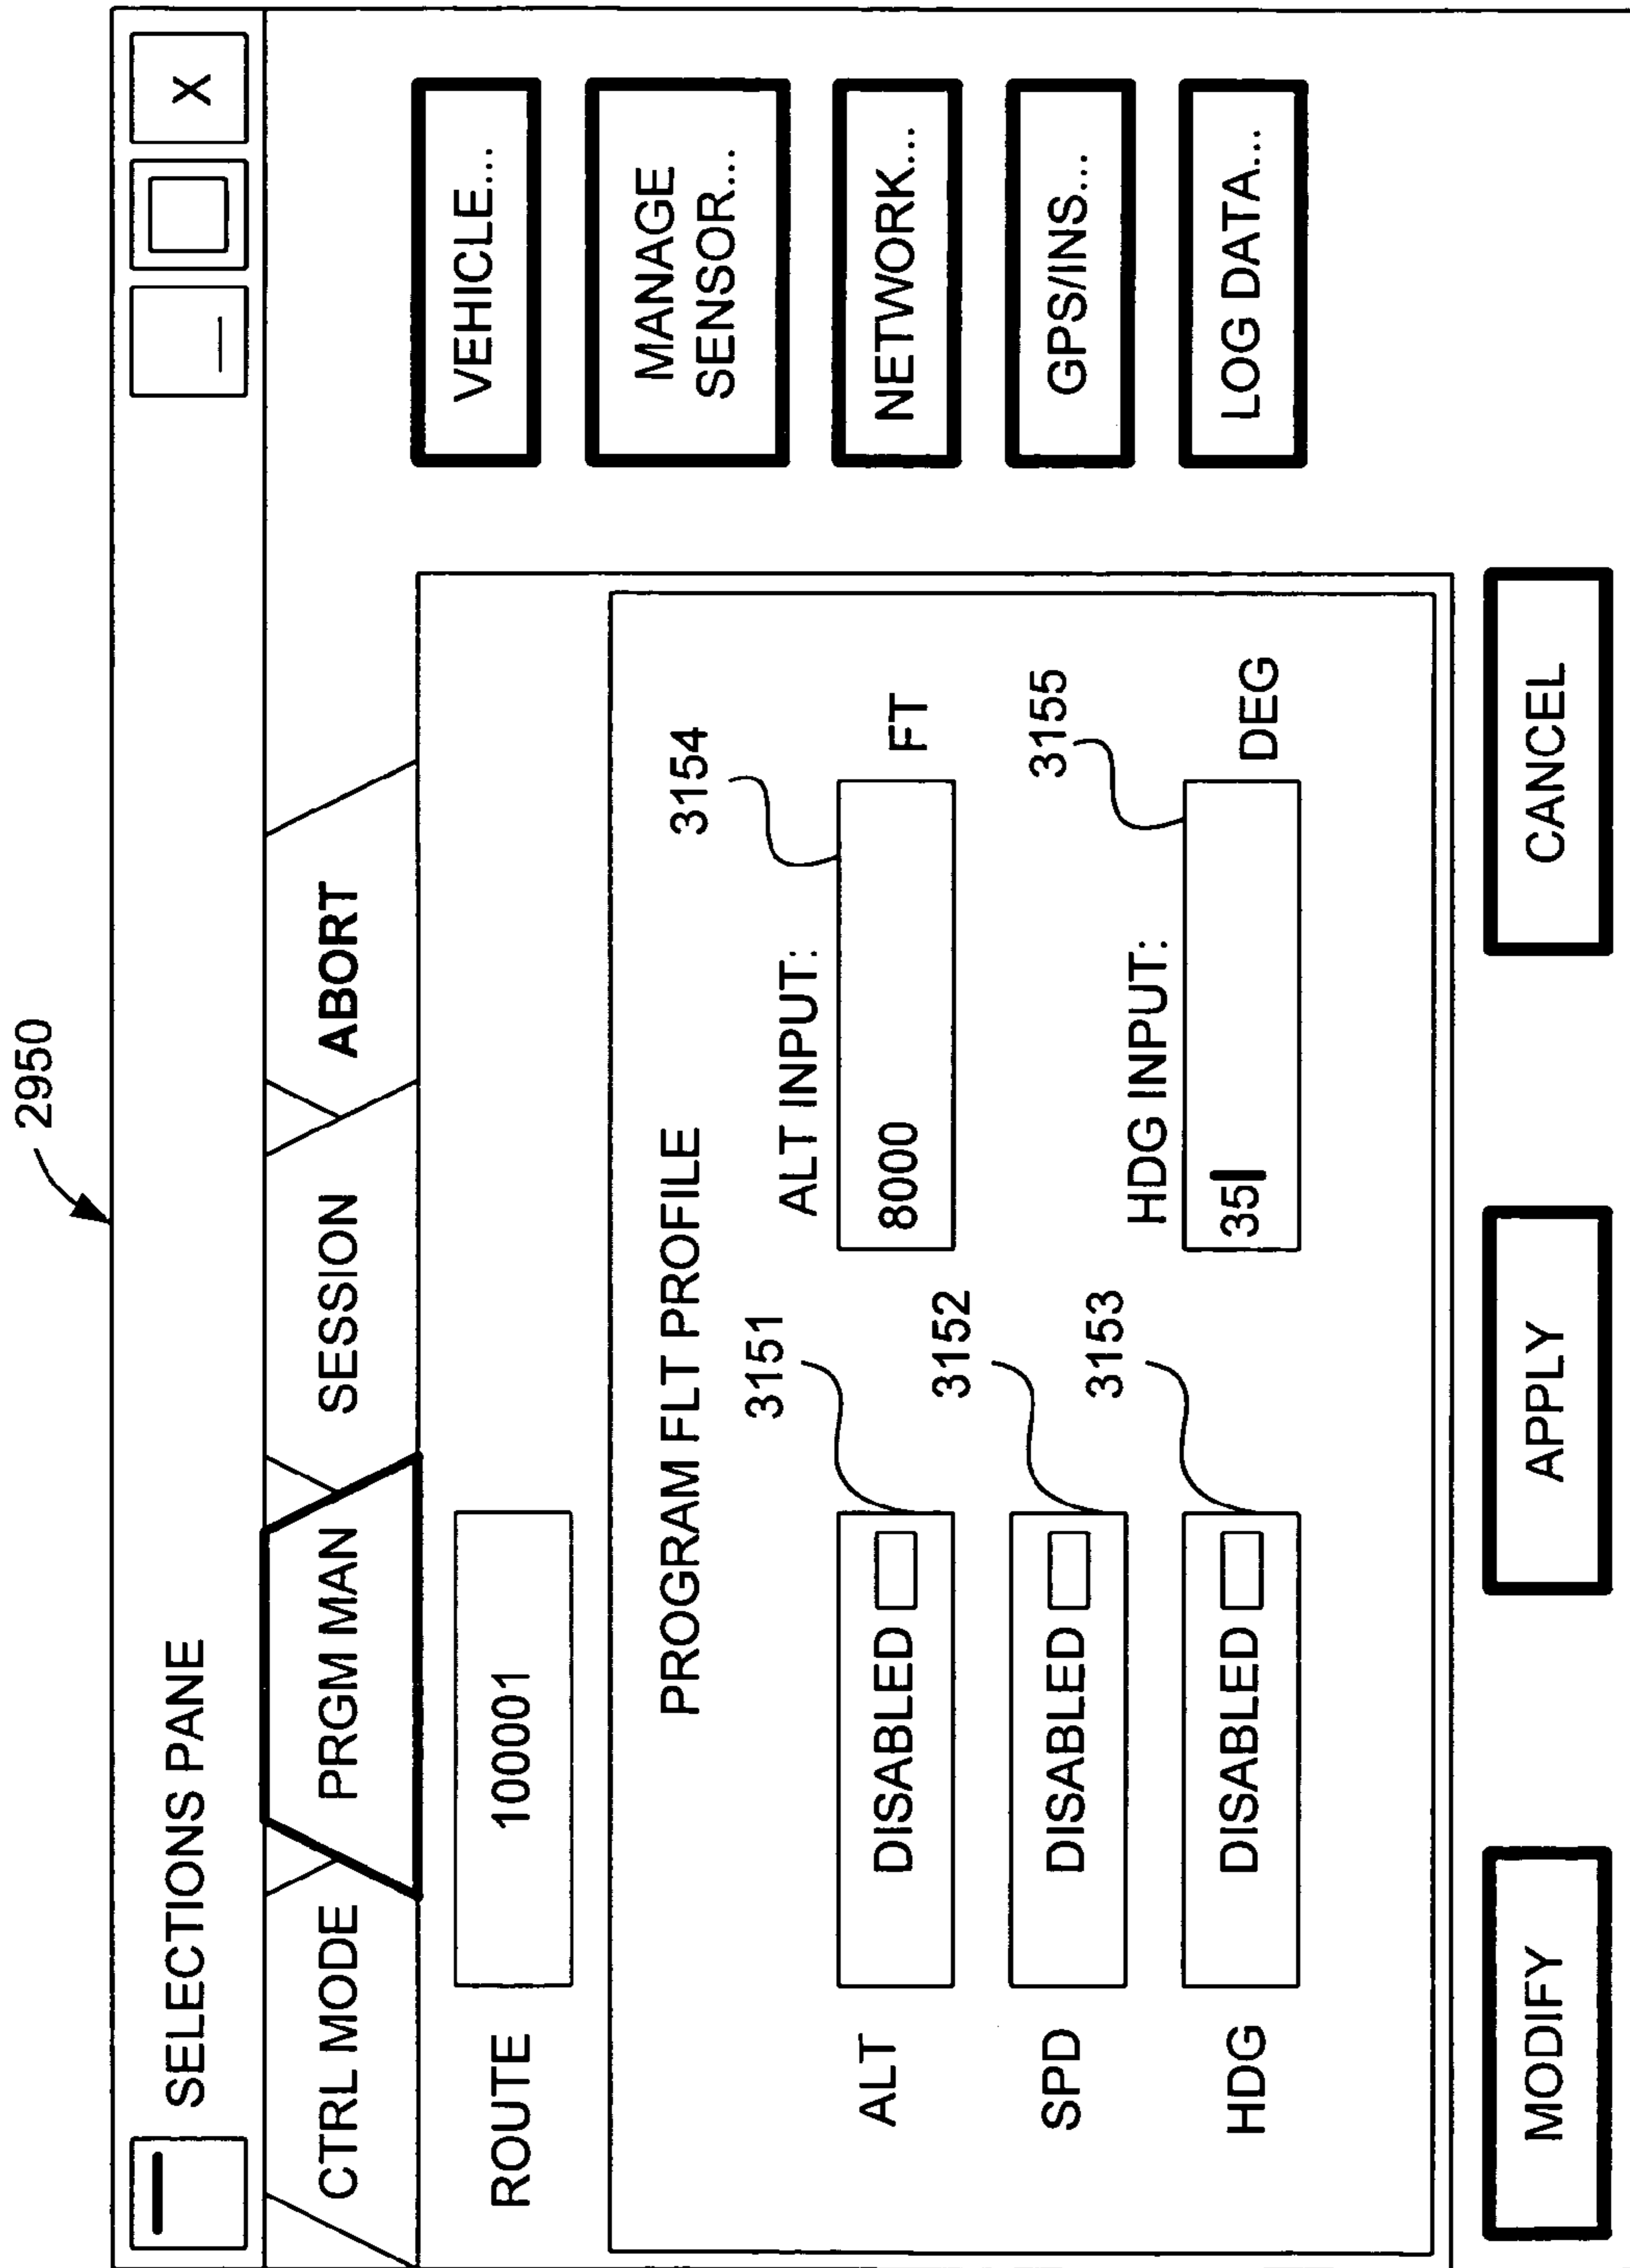 2950
SELECTIONS PANE
X
CTRL MODE
PRGM MAN
SESSION
ABORT
ROUTE
100001
VEHICLE...
MANAGE
SENSOR...
NETWORK...
GPS/INS...
LOG DATA...
PROGRAM FLT PROFILE
3151
3154
ALT
DISABLED
ALT INPUT:
8000
FT
3152
SPD
DISABLED
3153
3155
HDG
DISABLED
HDG INPUT:
35
DEG
MODIFY
APPLY
CANCEL